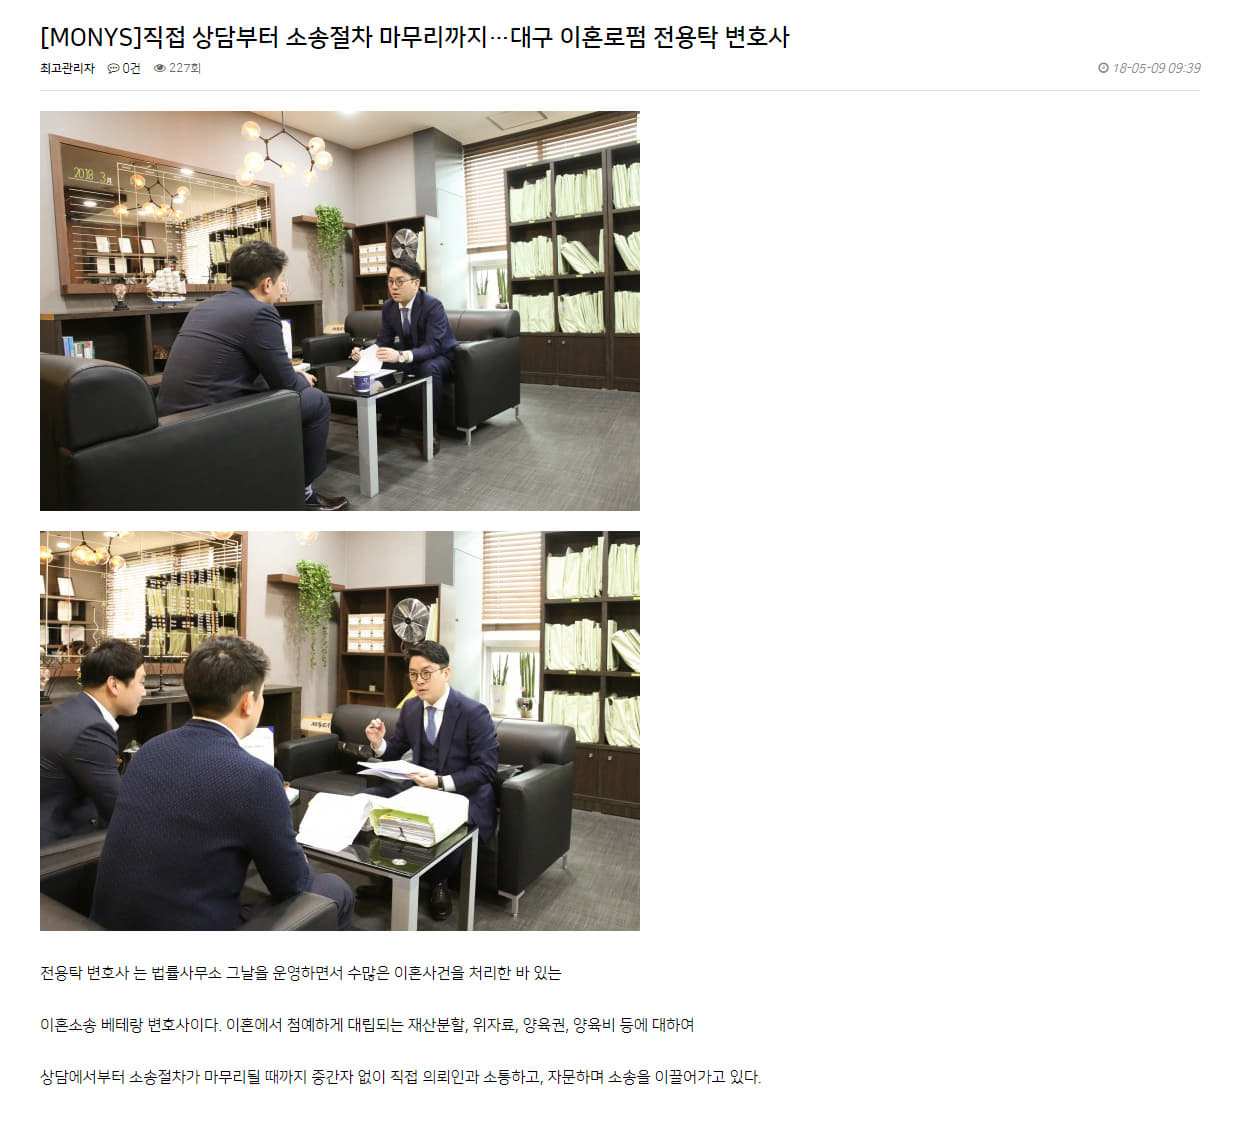 [MONYS]직접 상담부터 소송절차 마무리까지…대구 이혼로펌 전용탁 변호사
최고관리자 0건 227회 18-05-09 09:39
2018 3
전용탁 변호사 는 법률사무소 그날을 운영하면서 수많은 이혼사건을 처리한 바 있는
이혼소송 베테랑 변호사이다. 이혼에서 첨예하게 대립되는 재산분할, 위자료, 양육권, 양육비 등에 대하여
상담에서부터 소송절차가 마무리될 때까지 중간자 없이 직접 의뢰인과 소통하고, 자문하며 소송을 이끌어가고 있다.